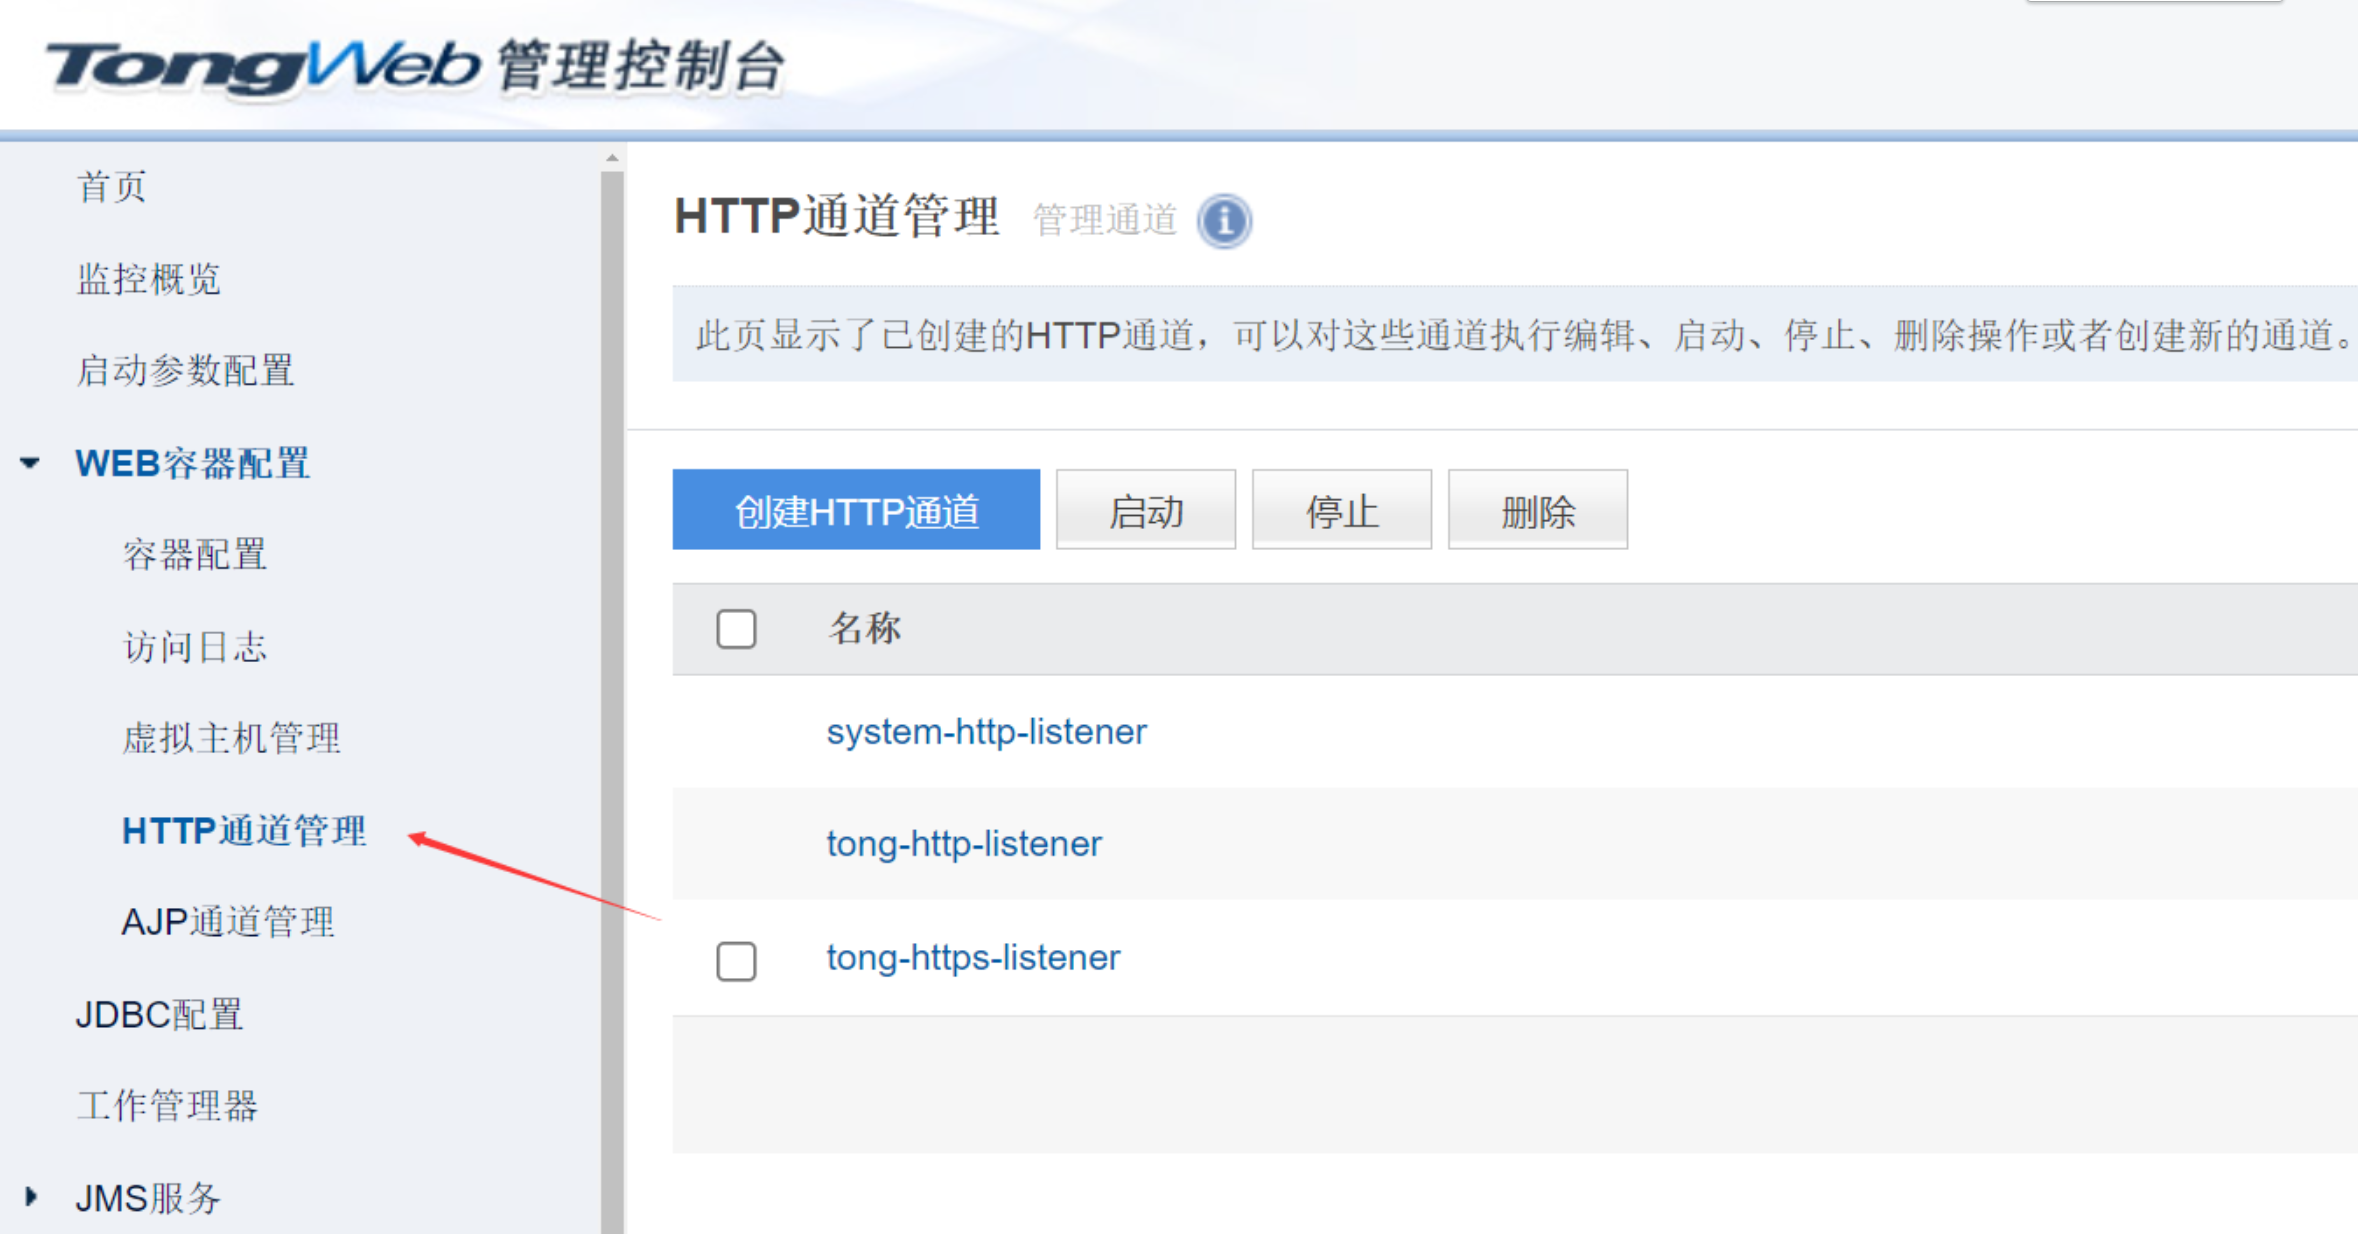 TongWeb 管理控制台
首页
监控概览
启动参数配置
WEB容器配置
容器配置
访问日志
虚拟主机管理
HTTP通道管理
AJP通道管理
JDBC配置
工作管理器
JMS服务
HTTP通道管理 管理通道
此页显示了已创建的HTTP通道，可以对这些通道执行编辑、启动、停止、删除操作或者创建新的通道。
创建HTTP通道 启动 停止 删除
名称
system-http-listener
tong-http-listener
tong-https-listener